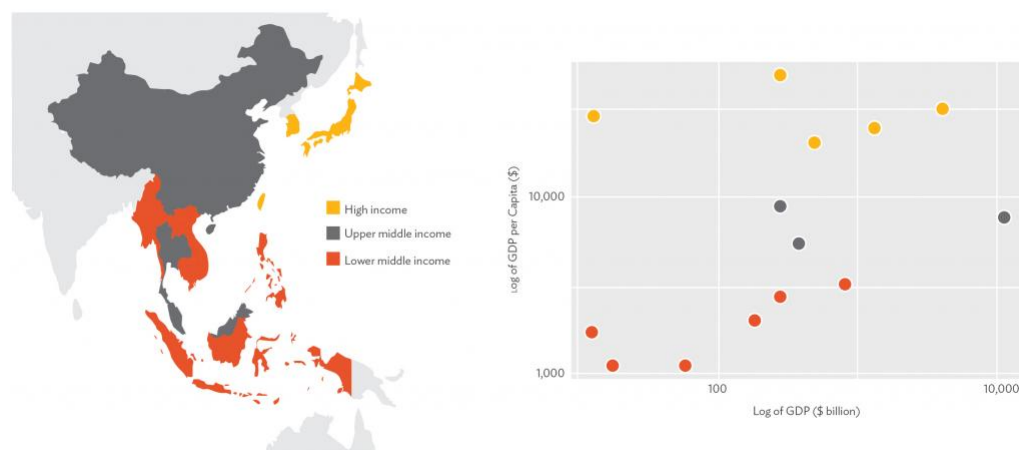 High income
Upper middle income
Lower middle income
Log of GDP per Capita ($)
10,000
1,000
100
10,000
Log of GDP ($ billion)